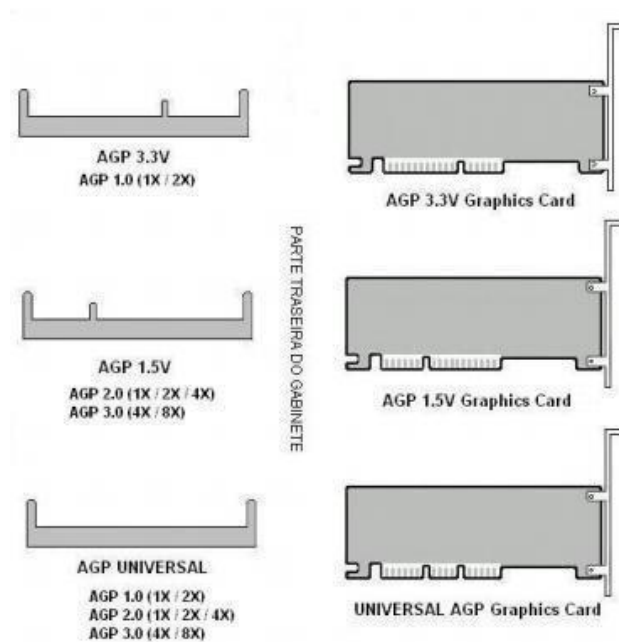 AGP 3.3V
AGP 1.0 (1X / 2X)
AGP 3.3V Graphics Card
PARTE TRASEIRA DO GABINETE
AGP 1.5V
AGP 2.0 (1X / 2X / 4X)
AGP 3.0 (4X / 8X)
AGP 1.5V Graphics Card
AGP UNIVERSAL
AGP 1.0 (1X / 2X)
AGP 2.0 (1X / 2X / 4X)
AGP 3.0 (4X / 8X)
UNIVERSAL AGP Graphics Card